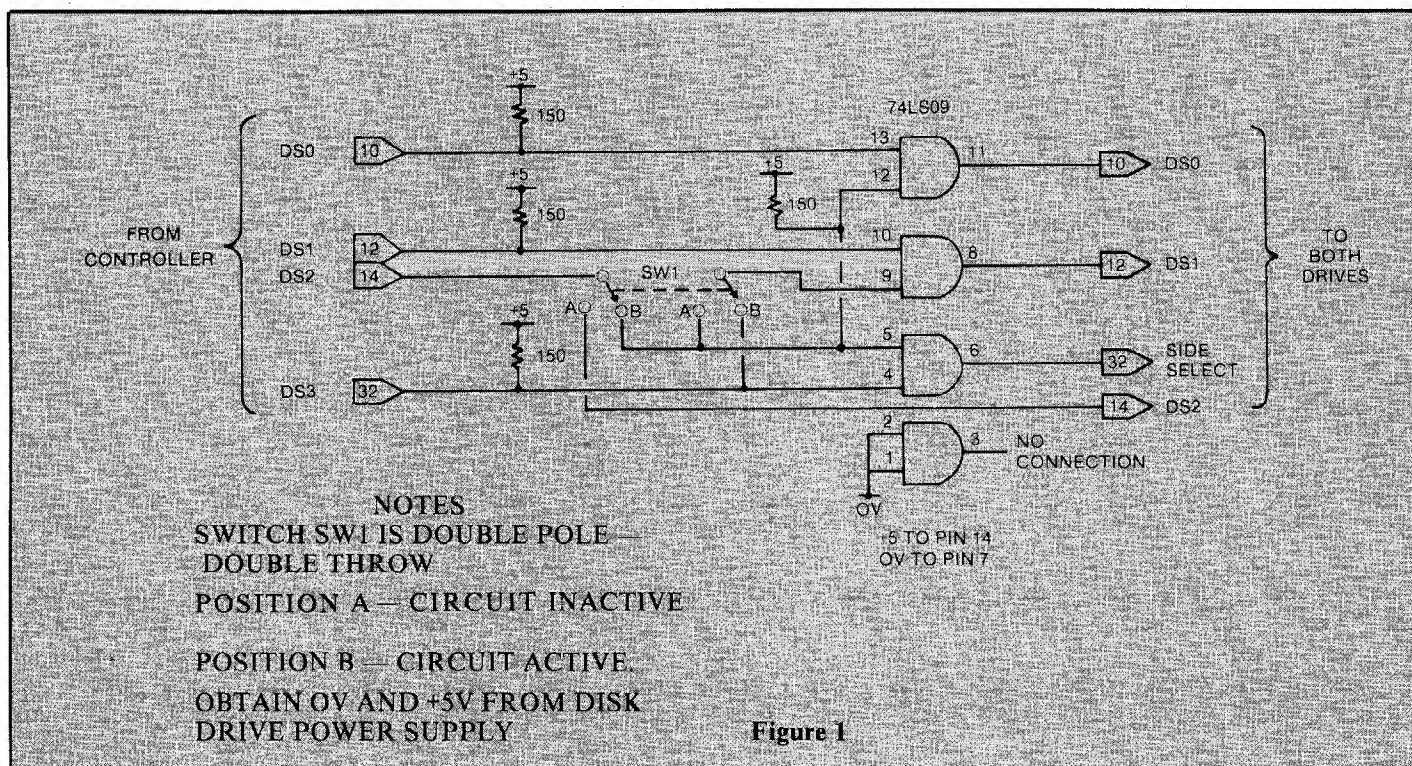 +5
150
74LS09
DS0 10
13
11
10 DS0
12
+5
150
+5
150
FROM
CONTROLLER
DS1 12
DS2 14
10
8
9
12 DS1
TO
BOTH
DRIVES
SW1
A B A B
+5
150
5
6
4
32 SIDE
SELECT
DS3 32
14 DS2
2
1
3
NO
CONNECTION
OV
+5 TO PIN 14
OV TO PIN 7
NOTES
SWITCH SW1 IS DOUBLE POLE —
DOUBLE THROW
POSITION A — CIRCUIT INACTIVE
POSITION B — CIRCUIT ACTIVE.
OBTAIN OV AND +5V FROM DISK
DRIVE POWER SUPPLY
Figure 1